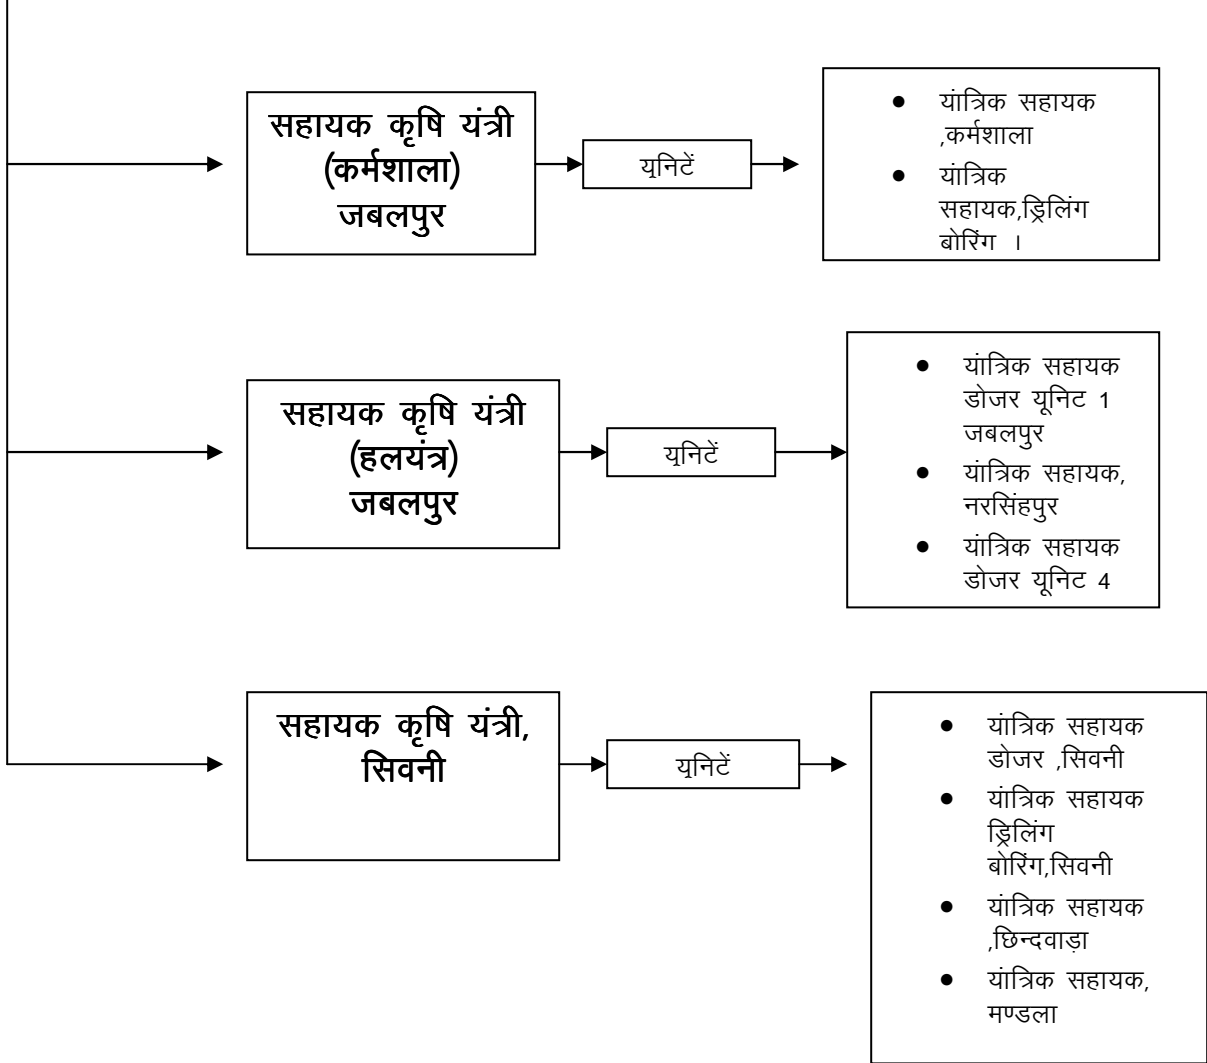 सहायक कृषि यंत्री
(कर्मशाला)
जबलपुर
यूनिटें
● यांत्रिक सहायक
,कर्मशाला
● यांत्रिक
सहायक,ड्रिलिंग
बोरिंग ।
सहायक कृषि यंत्री
(हलयंत्र)
जबलपुर
यूनिटें
● यांत्रिक सहायक
डोजर यूनिट 1
जबलपुर
● यांत्रिक सहायक,
नरसिंहपुर
● यांत्रिक सहायक
डोजर यूनिट 4
सहायक कृषि यंत्री,
सिवनी
यूनिटें
● यांत्रिक सहायक
डोजर ,सिवनी
● यांत्रिक सहायक
ड्रिलिंग
बोरिंग,सिवनी
● यांत्रिक सहायक
,छिन्दवाड़ा
● यांत्रिक सहायक,
मण्डला